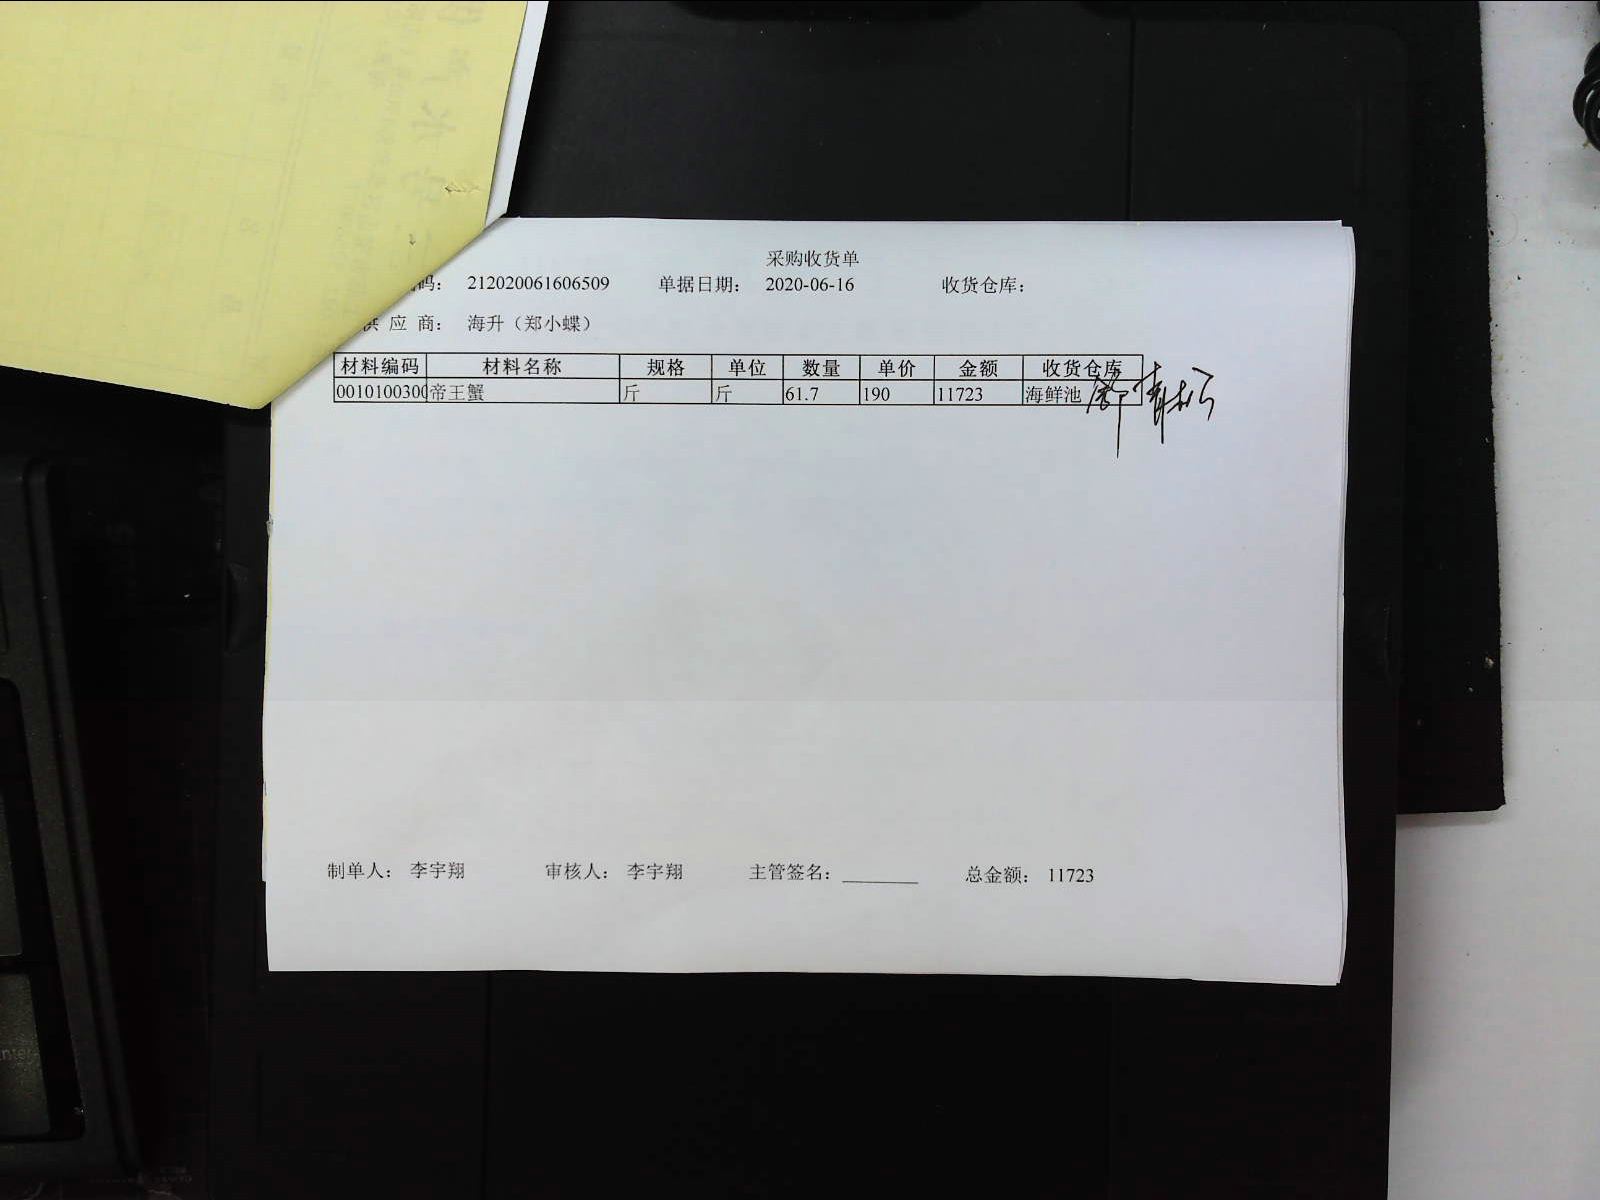 采购收货单
码： 212020061606509 单据日期： 2020-06-16 收货仓库：
供 应 商： 海升（郑小蝶）
材料编码 材料名称 规格 单位 数量 单价 金额 收货仓库
0010100300 帝王蟹 斤 斤 61.7 190 11723 海鲜池
制单人： 李宇翔 审核人： 李宇翔 主管签名： 总金额： 11723